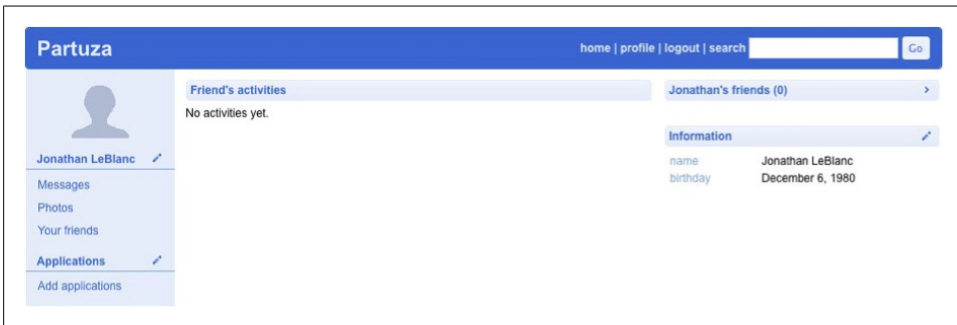 Partuza
home | profile | logout | search
Go
Jonathan LeBlanc
Messages
Photos
Your friends
Applications
Add applications
Friend's activities
No activities yet.
Jonathan's friends (0)
Information
name Jonathan LeBlanc
birthday December 6, 1980